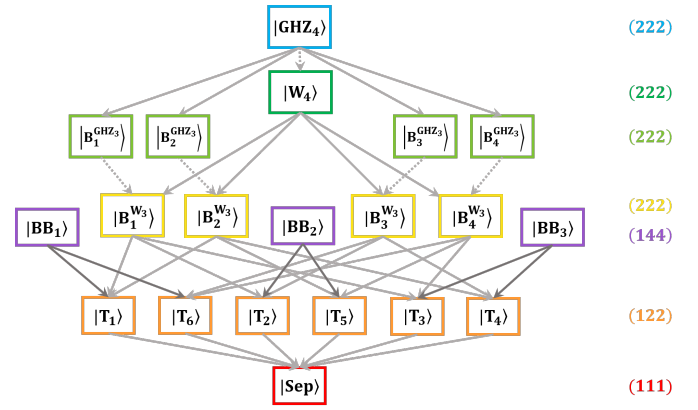 |GHZ₄⟩ (222)
|W₄⟩ (222)
|B₁^GHZ₃⟩ |B₂^GHZ₃⟩ |B₃^GHZ₃⟩ |B₄^GHZ₃⟩ (222)
|B₁^W₃⟩ |B₂^W₃⟩ |B₃^W₃⟩ |B₄^W₃⟩ (222)
|BB₁⟩ |BB₂⟩ |BB₃⟩ (144)
|T₁⟩ |T₆⟩ |T₂⟩ |T₅⟩ |T₃⟩ |T₄⟩ (122)
|Sep⟩ (111)